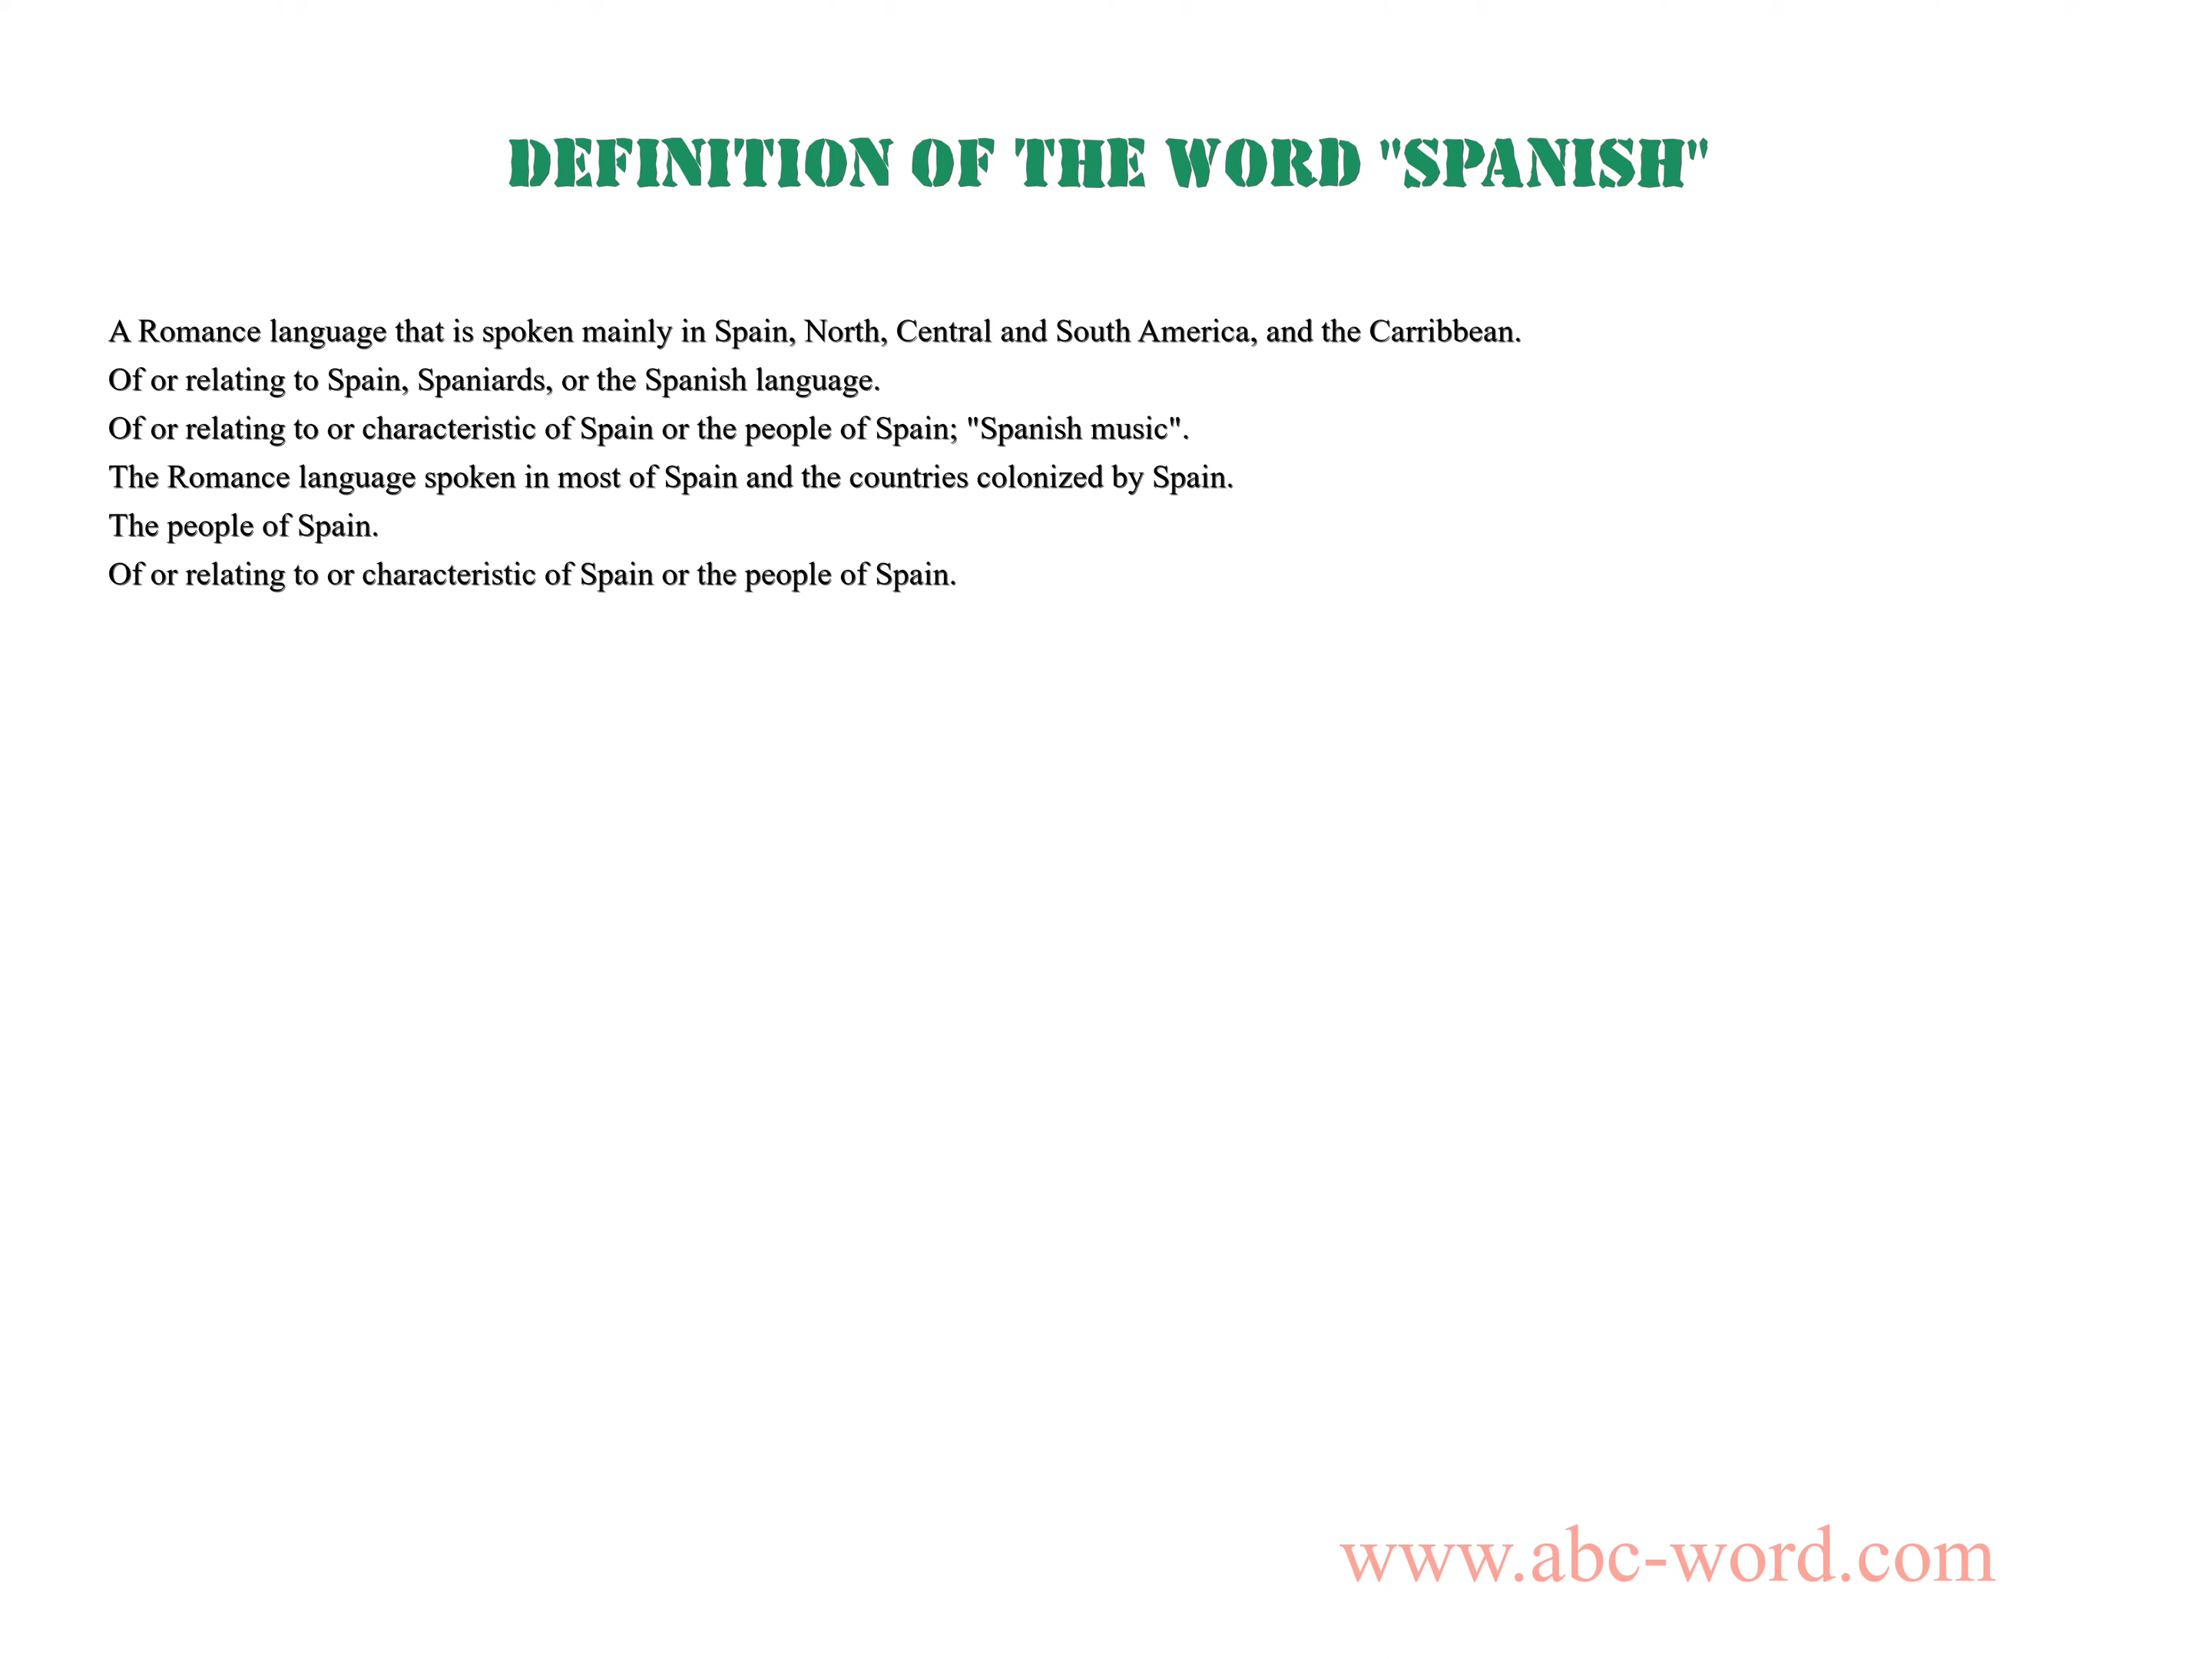 DEFINITION OF THE WORD "SPANISH"
A Romance language that is spoken mainly in Spain, North, Central and South America, and the Carribbean.
Of or relating to Spain, Spaniards, or the Spanish language.
Of or relating to or characteristic of Spain or the people of Spain; "Spanish music".
The Romance language spoken in most of Spain and the countries colonized by Spain.
The people of Spain.
Of or relating to or characteristic of Spain or the people of Spain.
www.abc-word.com